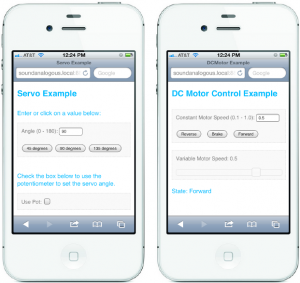 AT&T 12:24 PM
Servo Example
soundanalogous.local
Google
Servo Example
Enter or click on a value below:
Angle (0 - 180):
45 degrees 90 degrees 135 degrees
Check the box below to use the
potentiometer to set the servo angle.
Use Pot:
AT&T 12:24 PM
DCMotor Example
soundanalogous.local
Google
DC Motor Control Example
Constant Motor Speed (0.1 - 1.0): 0.5
Reverse Brake Forward
Variable Motor Speed: 0.5
State: Forward